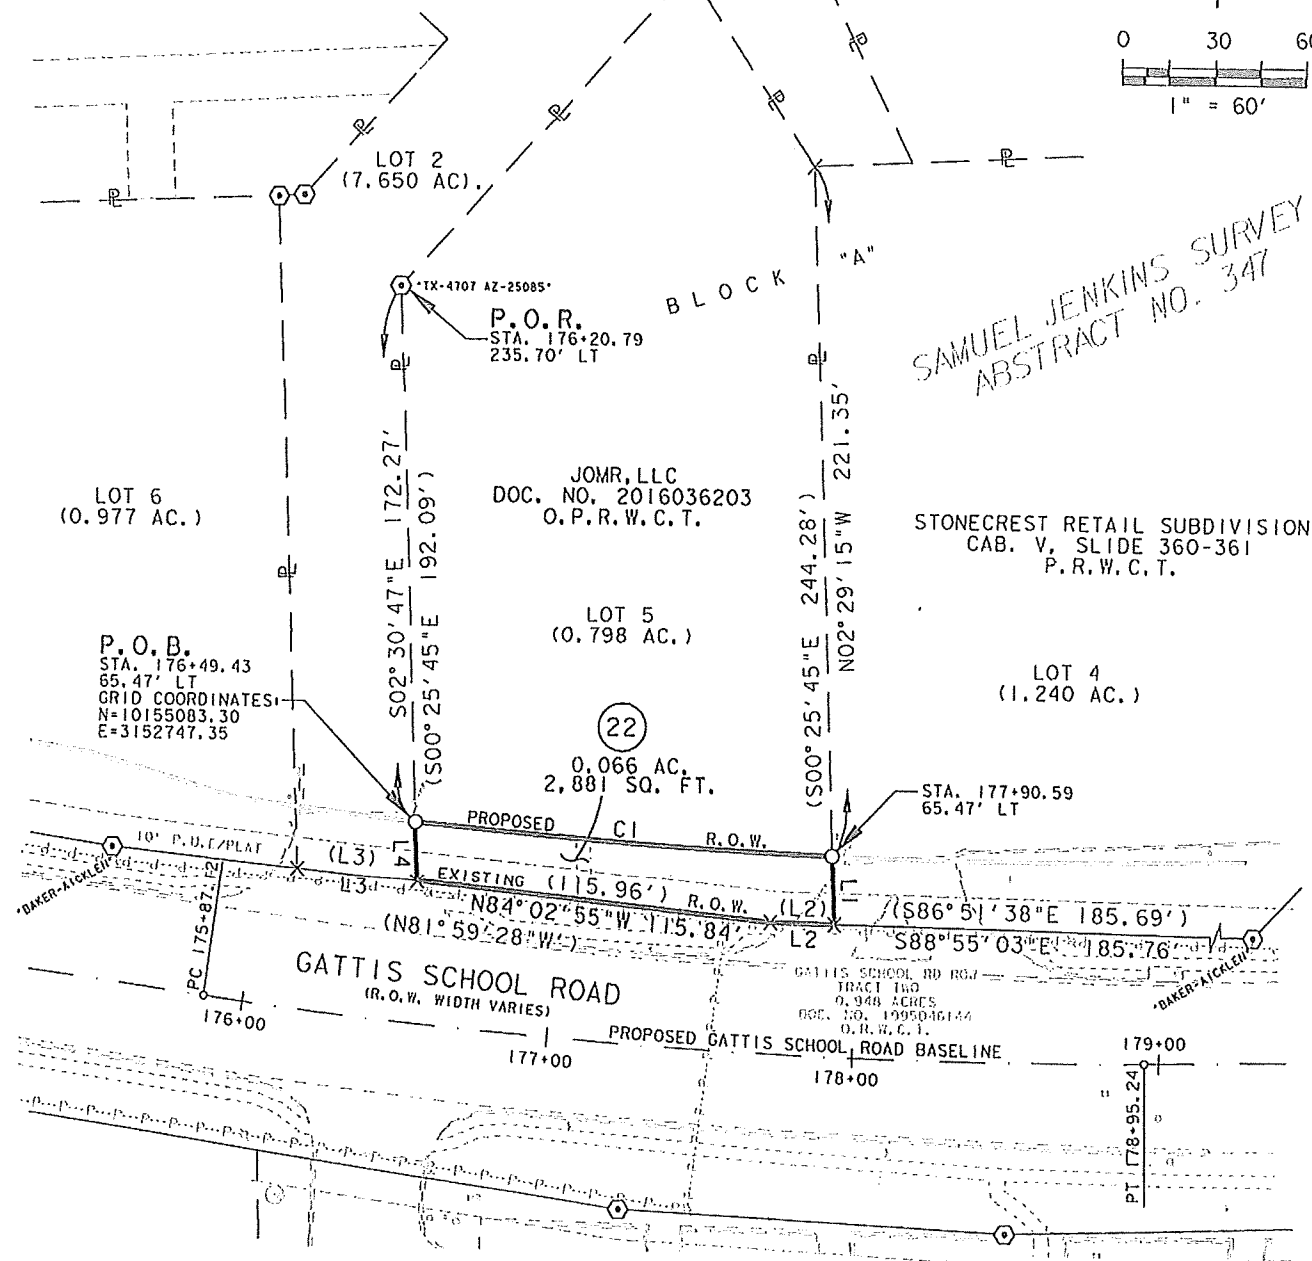 0 30 60
1" = 60'
LOT 2
(7.650 AC).
"TX-4707 AZ-25085"
P.O.R.
STA. 176+20.79
235.70' LT
BLOCK "A"
SAMUEL JENKINS SURVEY
ABSTRACT NO. 347
S02°30'47"E 172.27'
(S00°25'45"E 192.09')
JOMR, LLC
DOC. NO. 2016036203
O.P.R.W.C.T.
LOT 6
(0.977 AC.)
(S00°25'45"E 244.28')
N02°29'15"W 221.35'
STONECREST RETAIL SUBDIVISION
CAB. V, SLIDE 360-361
P.R.W.C.T.
LOT 5
(0.798 AC.)
P.O.B.
STA. 176+49.43
65.47' LT
GRID COORDINATES:
N=10155083.30
E=3152747.35
LOT 4
(1.240 AC.)
22
0.066 AC.
2,881 SQ. FT.
STA. 177+90.59
65.47' LT
PROPOSED C1 R.O.W.
10' P.U.E/PLAT
(L3)
L4
L1
"BAKER-AICKLEN"
L3
EXISTING (115.96') R.O.W.
(L2)
(S86°51'38"E 185.69')
N84°02'55"W 115.84'
L2
S88°55'03"E 185.76'
(N81°59'28"W)
PC 175+87.12
GATTIS SCHOOL ROAD
(R.O.W. WIDTH VARIES)
GATTIS SCHOOL RD ROW
TRACT TWO
0.948 ACRES
DOC. NO. 1995046144
O.R.W.C.T.
"BAKER-AICKLEN"
176+00
177+00
PROPOSED GATTIS SCHOOL ROAD BASELINE
178+00
179+00
PT 178+95.24